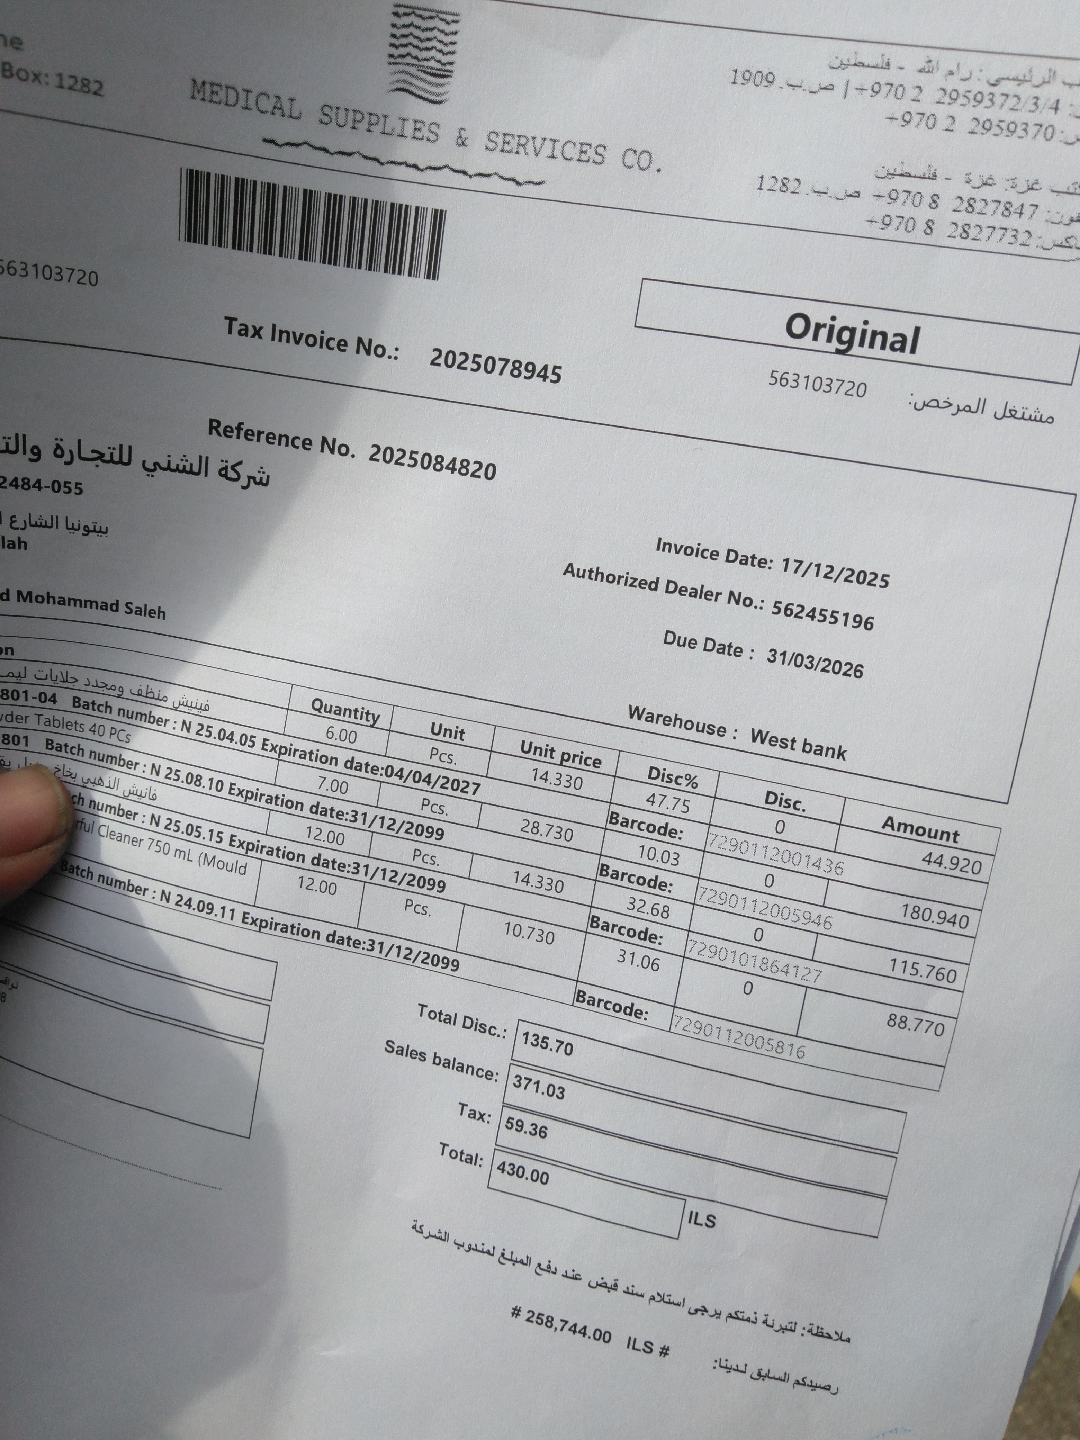 Box: 1282
MEDICAL SUPPLIES & SERVICES CO.
الرئيسي: رام الله - فلسطين
+970 2 2959372/3/4 | ص.ب. 1909
+970 2 2959370
غزة: غزة - فلسطين
+970 8 2827847 ص.ب. 1282
+970 8 2827732
563103720
Original
Tax Invoice No.: 2025078945
563103720 مشتغل المرخص:
Reference No. 2025084820
شركة الشني للتجارة
2484-055
بيتونيا الشارع
Invoice Date: 17/12/2025
Authorized Dealer No.: 562455196
Due Date : 31/03/2026
Mohammad Saleh
Warehouse : West bank
Quantity Unit Unit price Disc% Disc. Amount
فينيش منظف ومجدد جلايات 6.00 Pcs. 14.330 47.75 0 44.920
801-04 Batch number : N 25.04.05 Expiration date:04/04/2027 Barcode: 7290112001436
Tablets 40 PCs 7.00 Pcs. 28.730 10.03 0 180.940
801 Batch number : N 25.08.10 Expiration date:31/12/2099 Barcode: 7290112005946
فانيش الذهبي بخاخ 12.00 Pcs. 14.330 32.68 0 115.760
number : N 25.05.15 Expiration date:31/12/2099 Barcode: 7290101864127
Cleaner 750 mL (Mould 12.00 Pcs. 10.730 31.06 0 88.770
Batch number : N 24.09.11 Expiration date:31/12/2099 Barcode: 7290112005816
Total Disc.: 135.70
Sales balance: 371.03
Tax: 59.36
Total: 430.00 ILS
ملاحظة: لتبرئة ذمتكم يرجى استلام سند قبض عند دفع المبلغ لمندوب الشركة
رصيدكم السابق لدينا: # 258,744.00 ILS #